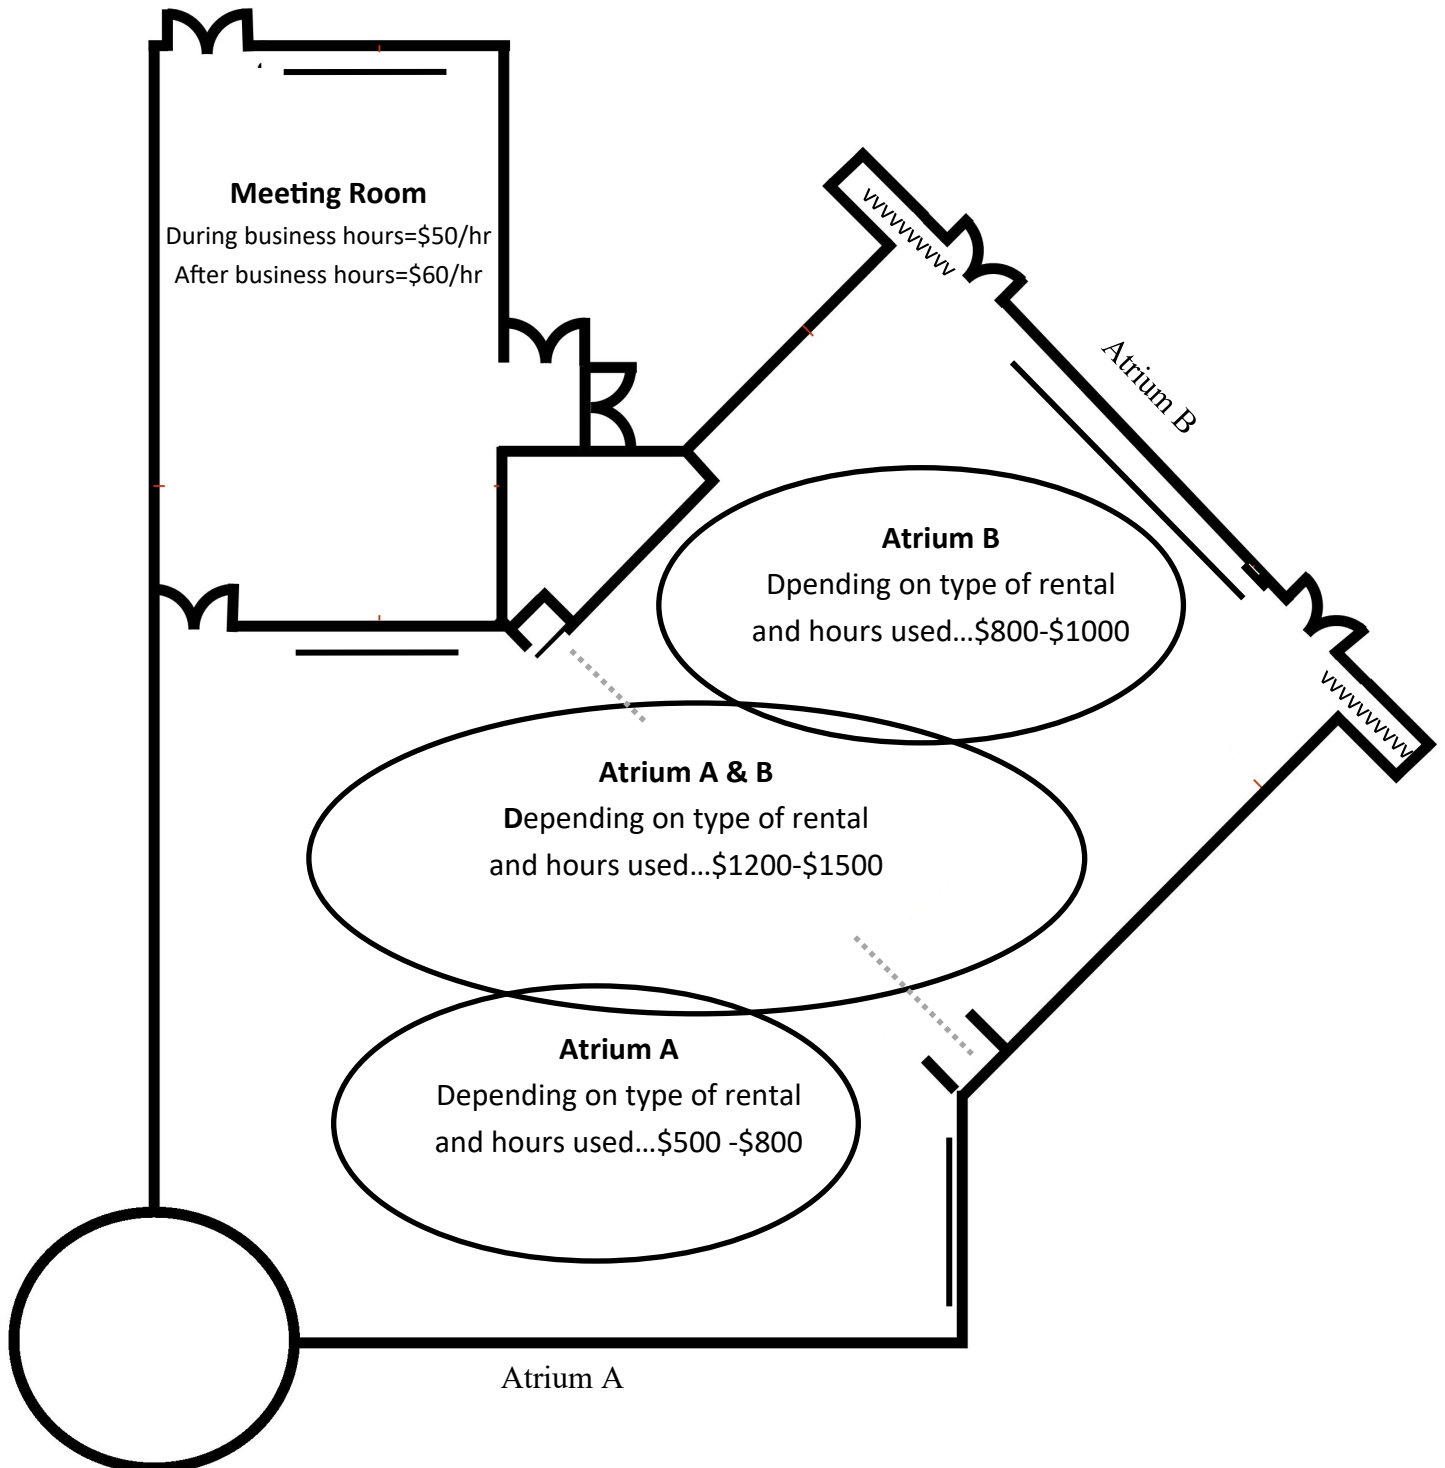 Meeting Room
During business hours=$50/hr
After business hours=$60/hr
vvvvvvvvvv
Atrium B
Atrium B
Dpending on type of rental
and hours used...$800-$1000
vvvvvvvvvv
Atrium A & B
Depending on type of rental
and hours used...$1200-$1500
Atrium A
Depending on type of rental
and hours used...$500 -$800
Atrium A